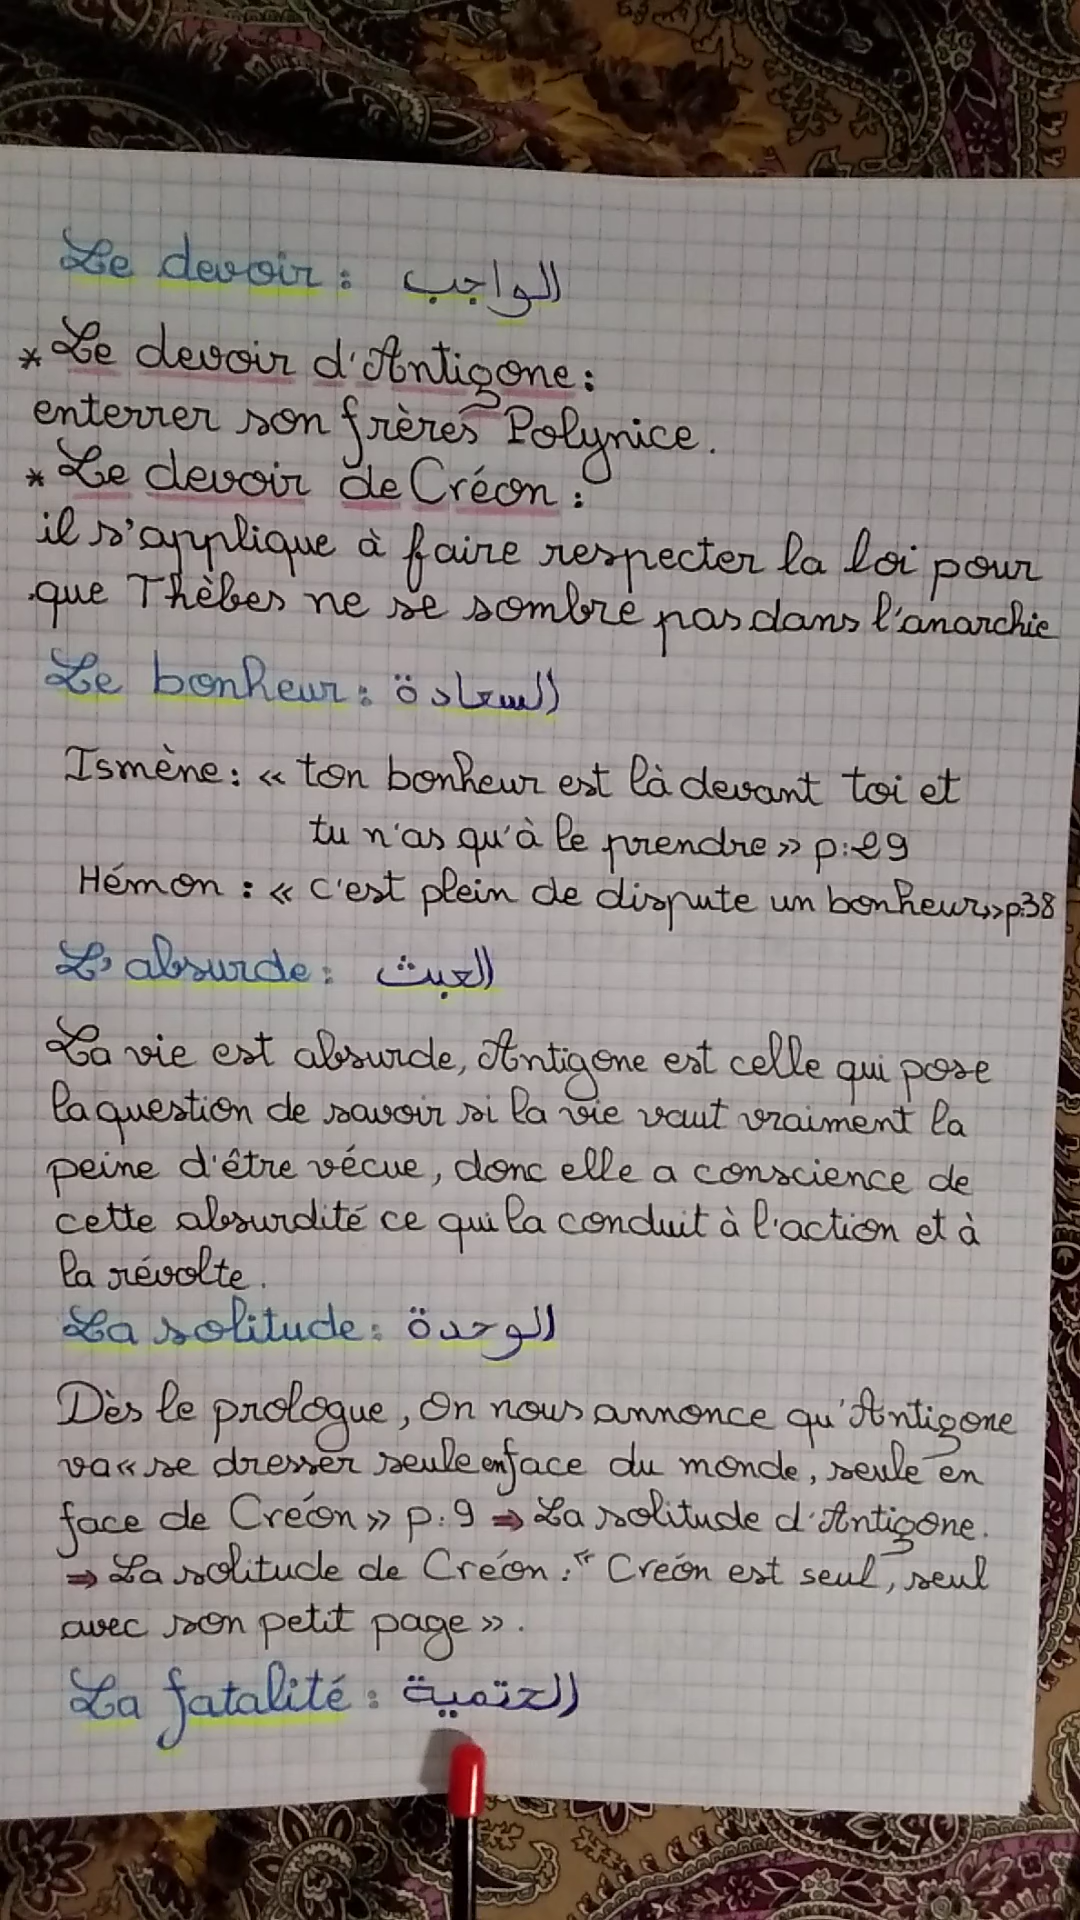 Le devoir : الواجب
* Le devoir d'Antigone :
enterrer son frères Polynice.
* Le devoir de Créon :
il s'applique à faire respecter la loi pour
que Thèbes ne se sombre pas dans l'anarchie
Le bonheur : السعادة
Ismène : « ton bonheur est là devant toi et
tu n'as qu'à le prendre » p:29
Hémon : « c'est plein de dispute un bonheur » p38
L'absurde : العبث
La vie est absurde, Antigone est celle qui pose
la question de savoir si la vie vaut vraiment la
peine d'être vécue, donc elle a conscience de
cette absurdité ce qui la conduit à l'action et à
la révolte.
La solitude : الوحدة
Dès le prologue, On nous annonce qu'Antigone
va « se dresser seule en face du monde, seule en
face de Créon » p.9 ⇒ La solitude d'Antigone.
⇒ La solitude de Créon : " Créon est seul, seul
avec son petit page ».
La fatalité : الحتمية